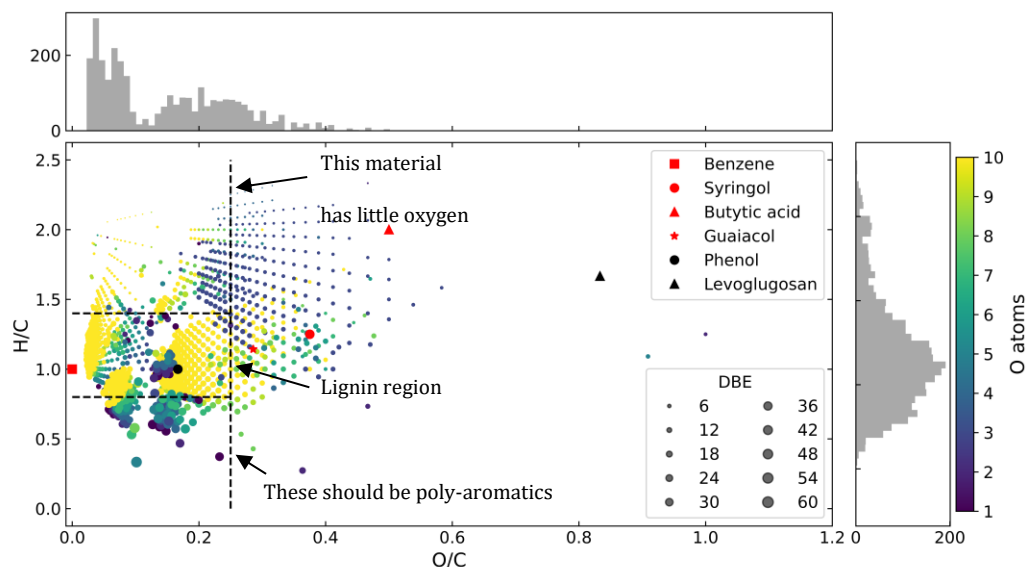 200
0
2.5
2.0
1.5
1.0
0.5
0.0
H/C
0.0
0.2
0.4
0.6
0.8
1.0
1.2
O/C
This material
has little oxygen
Lignin region
These should be poly-aromatics
Benzene
Syringol
Butytic acid
Guaiacol
Phenol
Levoglugosan
DBE
6 36
12 42
18 48
24 54
30 60
0 200
10
9
8
7
6
5
4
3
2
1
O atoms